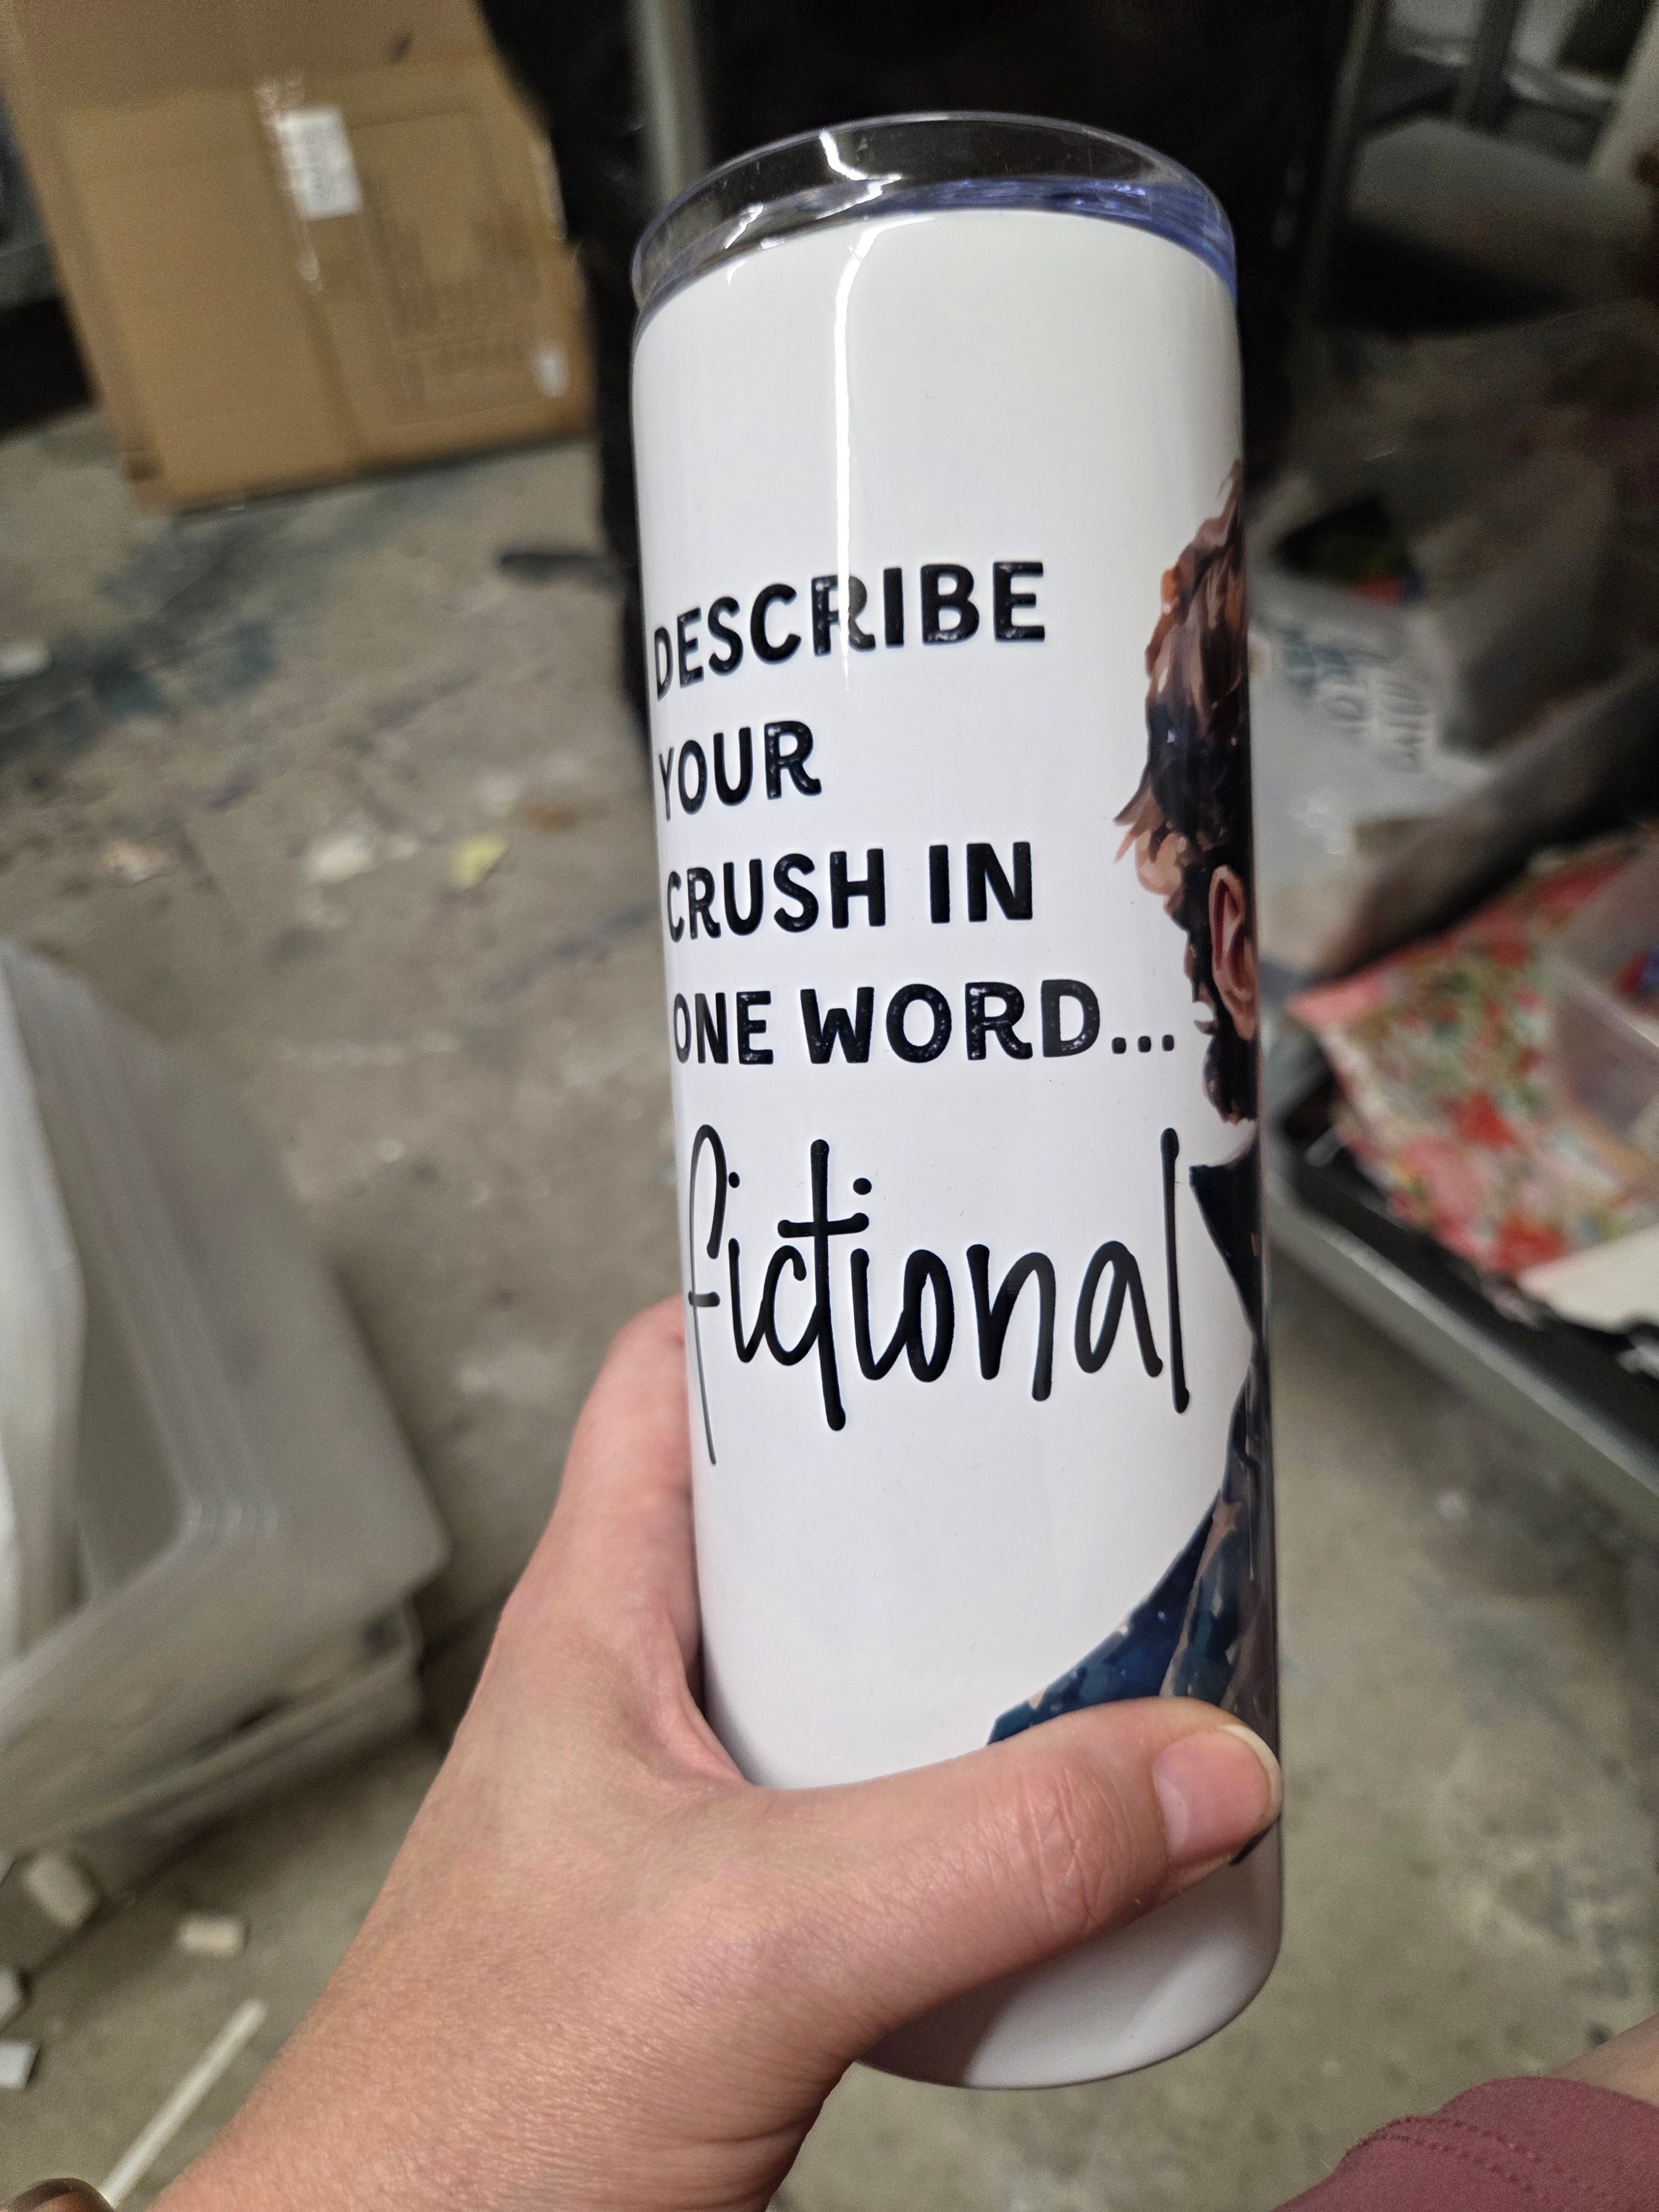 DESCRIBE
YOUR
CRUSH IN
ONE WORD...
fictional